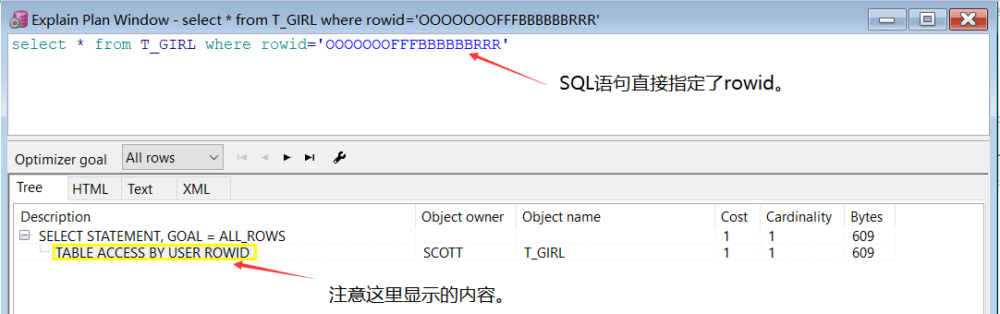 Explain Plan Window - select * from T_GIRL where rowid='OOOOOOOFFFBBBBBBRRR'
select * from T_GIRL where rowid='OOOOOOOFFFBBBBBBRRR'
SQL语句直接指定了rowid。
Optimizer goal All rows
Tree HTML Text XML
Description Object owner Object name Cost Cardinality Bytes
SELECT STATEMENT, GOAL = ALL_ROWS 1 1 609
TABLE ACCESS BY USER ROWID SCOTT T_GIRL 1 1 609
注意这里显示的内容。